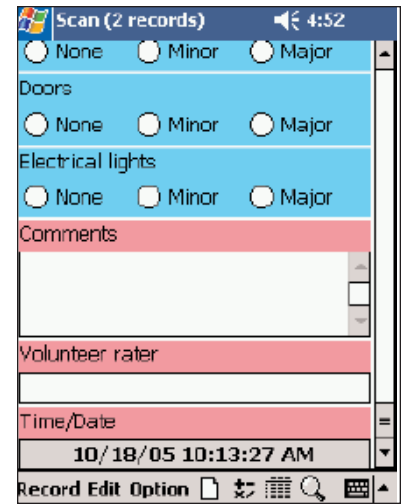 Scan (2 records) 4:52
None Minor Major
Doors
None Minor Major
Electrical lights
None Minor Major
Comments
Volunteer rater
Time/Date
10/18/05 10:13:27 AM
Record Edit Option